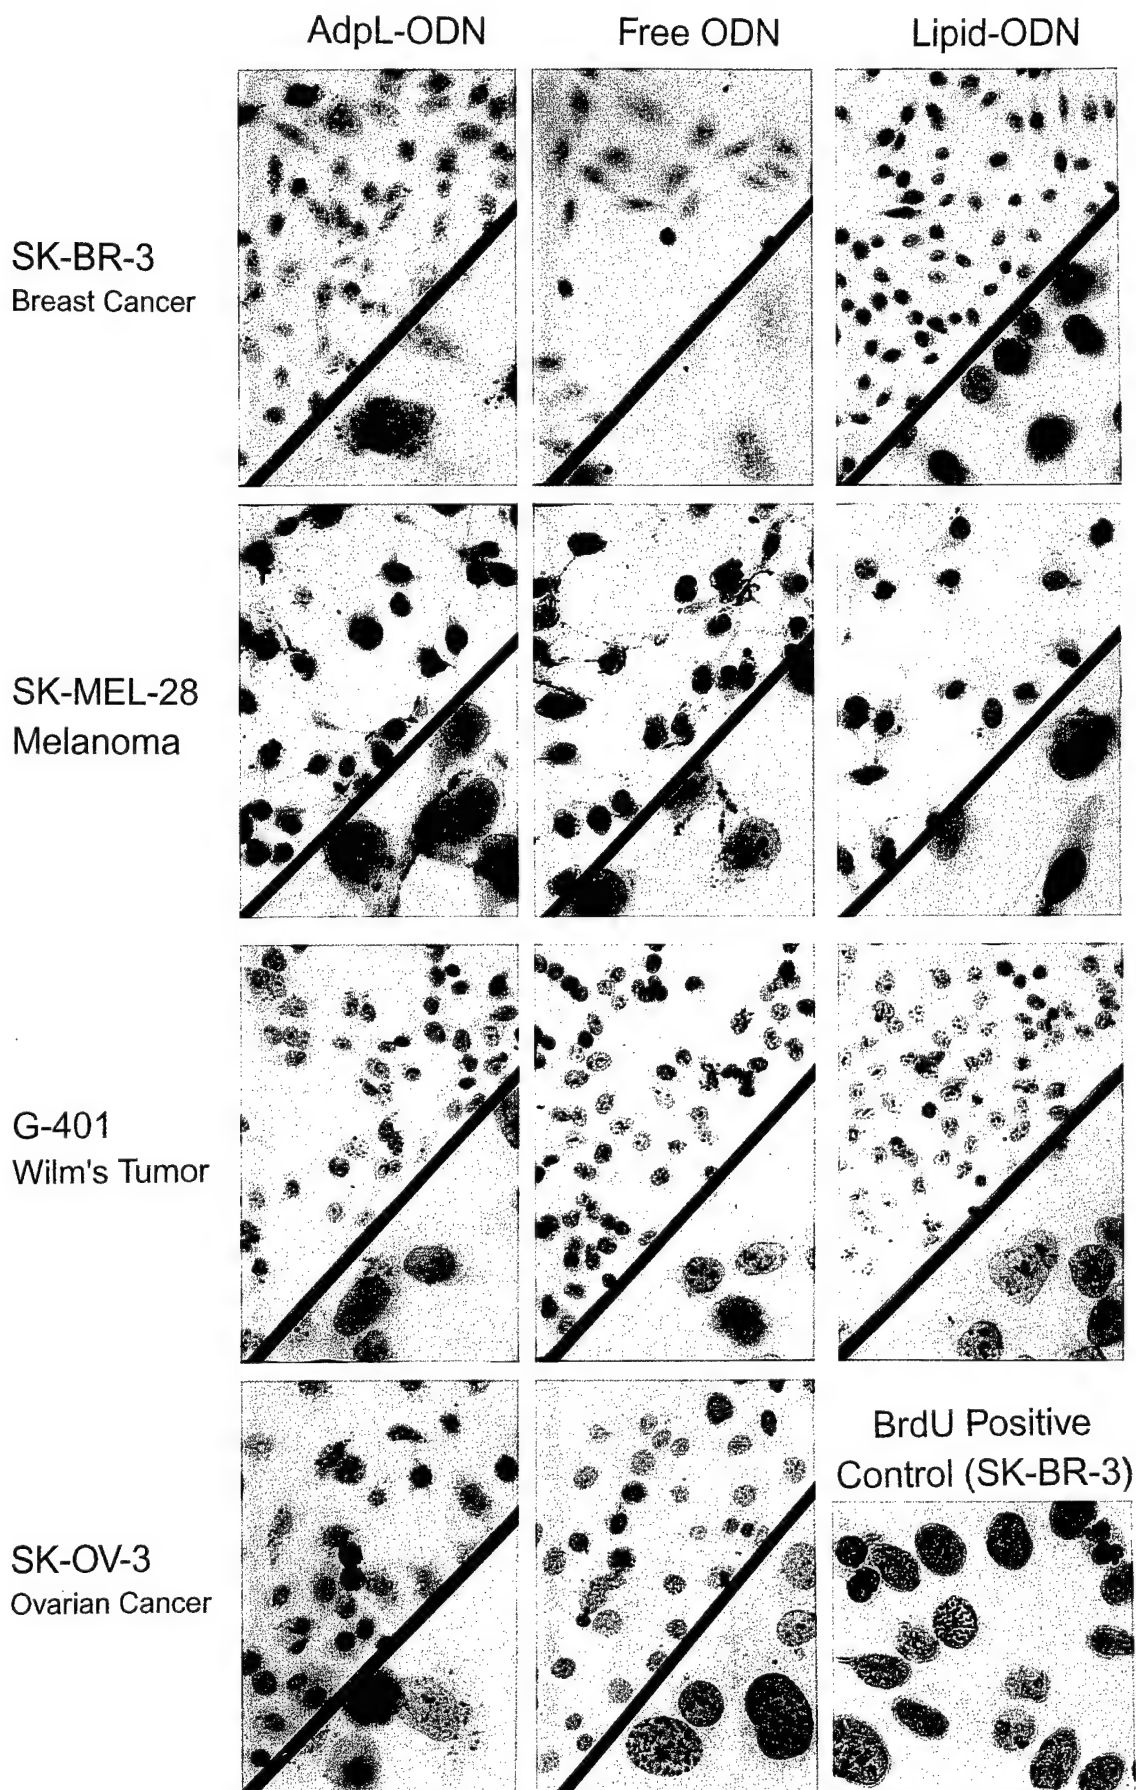 AdpL-ODN Free ODN Lipid-ODN
SK-BR-3
Breast Cancer
SK-MEL-28
Melanoma
G-401
Wilm's Tumor
BrdU Positive
Control (SK-BR-3)
SK-OV-3
Ovarian Cancer